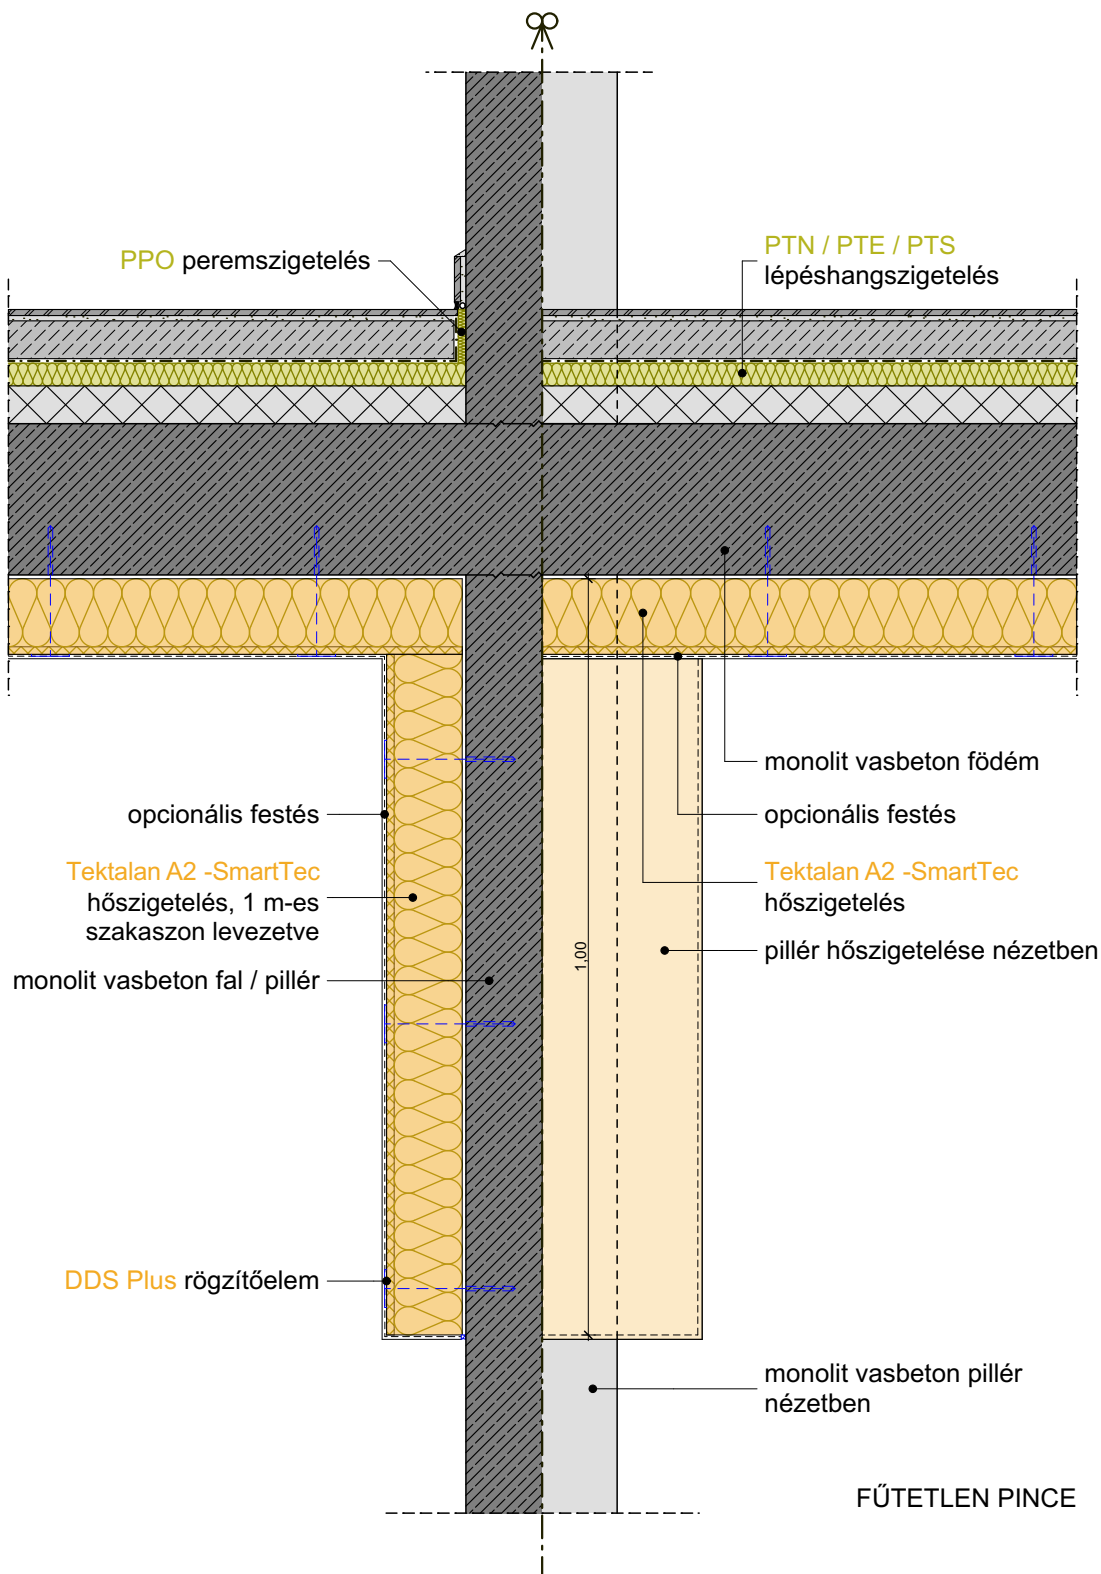 PPO peremszigetelés
PTN / PTE / PTS
lépéshangszigetelés
monolit vasbeton födém
opcionális festés
opcionális festés
Tektalan A2 -SmartTec
hőszigetelés, 1 m-es
szakaszon levezetve
Tektalan A2 -SmartTec
hőszigetelés
pillér hőszigetelése nézetben
1,00
monolit vasbeton fal / pillér
DDS Plus rögzítőelem
monolit vasbeton pillér
nézetben
FŰTETLEN PINCE